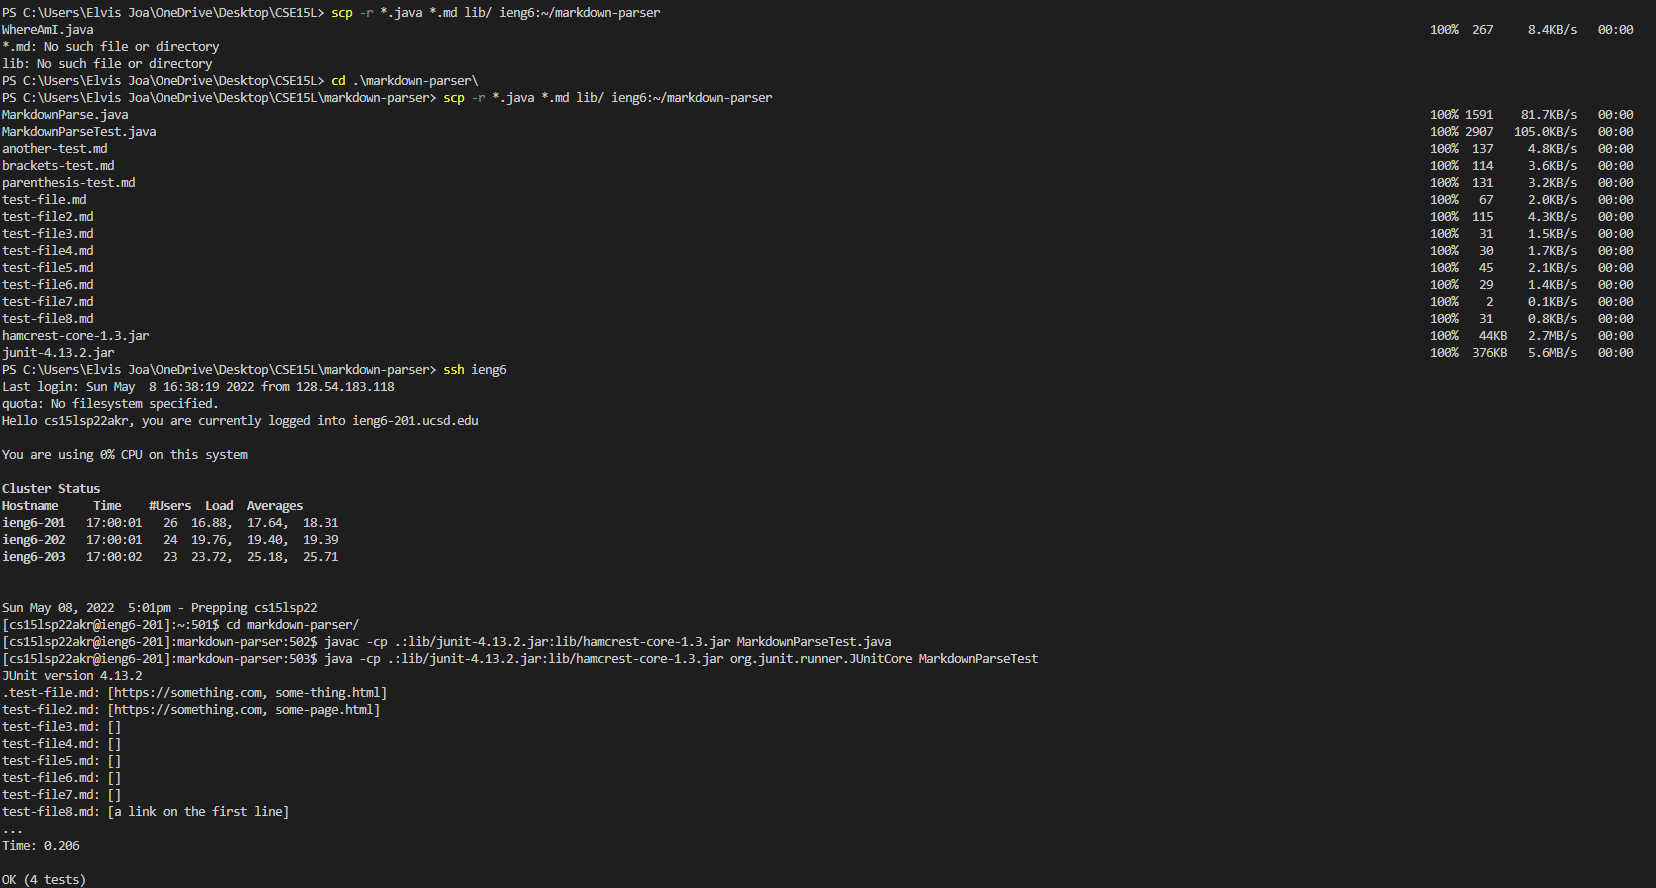 PS C:\Users\Elvis Joa\OneDrive\Desktop\CSE15L> scp -r *.java *.md lib/ ieng6:~/markdown-parser
WhereAmI.java 100% 267 8.4KB/s 00:00
*.md: No such file or directory
lib: No such file or directory
PS C:\Users\Elvis Joa\OneDrive\Desktop\CSE15L> cd .\markdown-parser\
PS C:\Users\Elvis Joa\OneDrive\Desktop\CSE15L\markdown-parser> scp -r *.java *.md lib/ ieng6:~/markdown-parser
MarkdownParse.java 100% 1591 81.7KB/s 00:00
MarkdownParseTest.java 100% 2907 105.0KB/s 00:00
another-test.md 100% 137 4.8KB/s 00:00
brackets-test.md 100% 114 3.6KB/s 00:00
parenthesis-test.md 100% 131 3.2KB/s 00:00
test-file.md 100% 67 2.0KB/s 00:00
test-file2.md 100% 115 4.3KB/s 00:00
test-file3.md 100% 31 1.5KB/s 00:00
test-file4.md 100% 30 1.7KB/s 00:00
test-file5.md 100% 45 2.1KB/s 00:00
test-file6.md 100% 29 1.4KB/s 00:00
test-file7.md 100% 2 0.1KB/s 00:00
test-file8.md 100% 31 0.8KB/s 00:00
hamcrest-core-1.3.jar 100% 44KB 2.7MB/s 00:00
junit-4.13.2.jar 100% 376KB 5.6MB/s 00:00
PS C:\Users\Elvis Joa\OneDrive\Desktop\CSE15L\markdown-parser> ssh ieng6
Last login: Sun May  8 16:38:19 2022 from 128.54.183.118
quota: No filesystem specified.
Hello cs15lsp22akr, you are currently logged into ieng6-201.ucsd.edu
You are using 0% CPU on this system
Cluster Status
Hostname Time #Users Load Averages
ieng6-201 17:00:01 26 16.88, 17.64, 18.31
ieng6-202 17:00:01 24 19.76, 19.40, 19.39
ieng6-203 17:00:02 23 23.72, 25.18, 25.71
Sun May 08, 2022  5:01pm - Prepping cs15lsp22
[cs15lsp22akr@ieng6-201]:~:501$ cd markdown-parser/
[cs15lsp22akr@ieng6-201]:markdown-parser:502$ javac -cp .:lib/junit-4.13.2.jar:lib/hamcrest-core-1.3.jar MarkdownParseTest.java
[cs15lsp22akr@ieng6-201]:markdown-parser:503$ java -cp .:lib/junit-4.13.2.jar:lib/hamcrest-core-1.3.jar org.junit.runner.JUnitCore MarkdownParseTest
JUnit version 4.13.2
.test-file.md: [https://something.com, some-thing.html]
test-file2.md: [https://something.com, some-page.html]
test-file3.md: []
test-file4.md: []
test-file5.md: []
test-file6.md: []
test-file7.md: []
test-file8.md: [a link on the first line]
...
Time: 0.206
OK (4 tests)